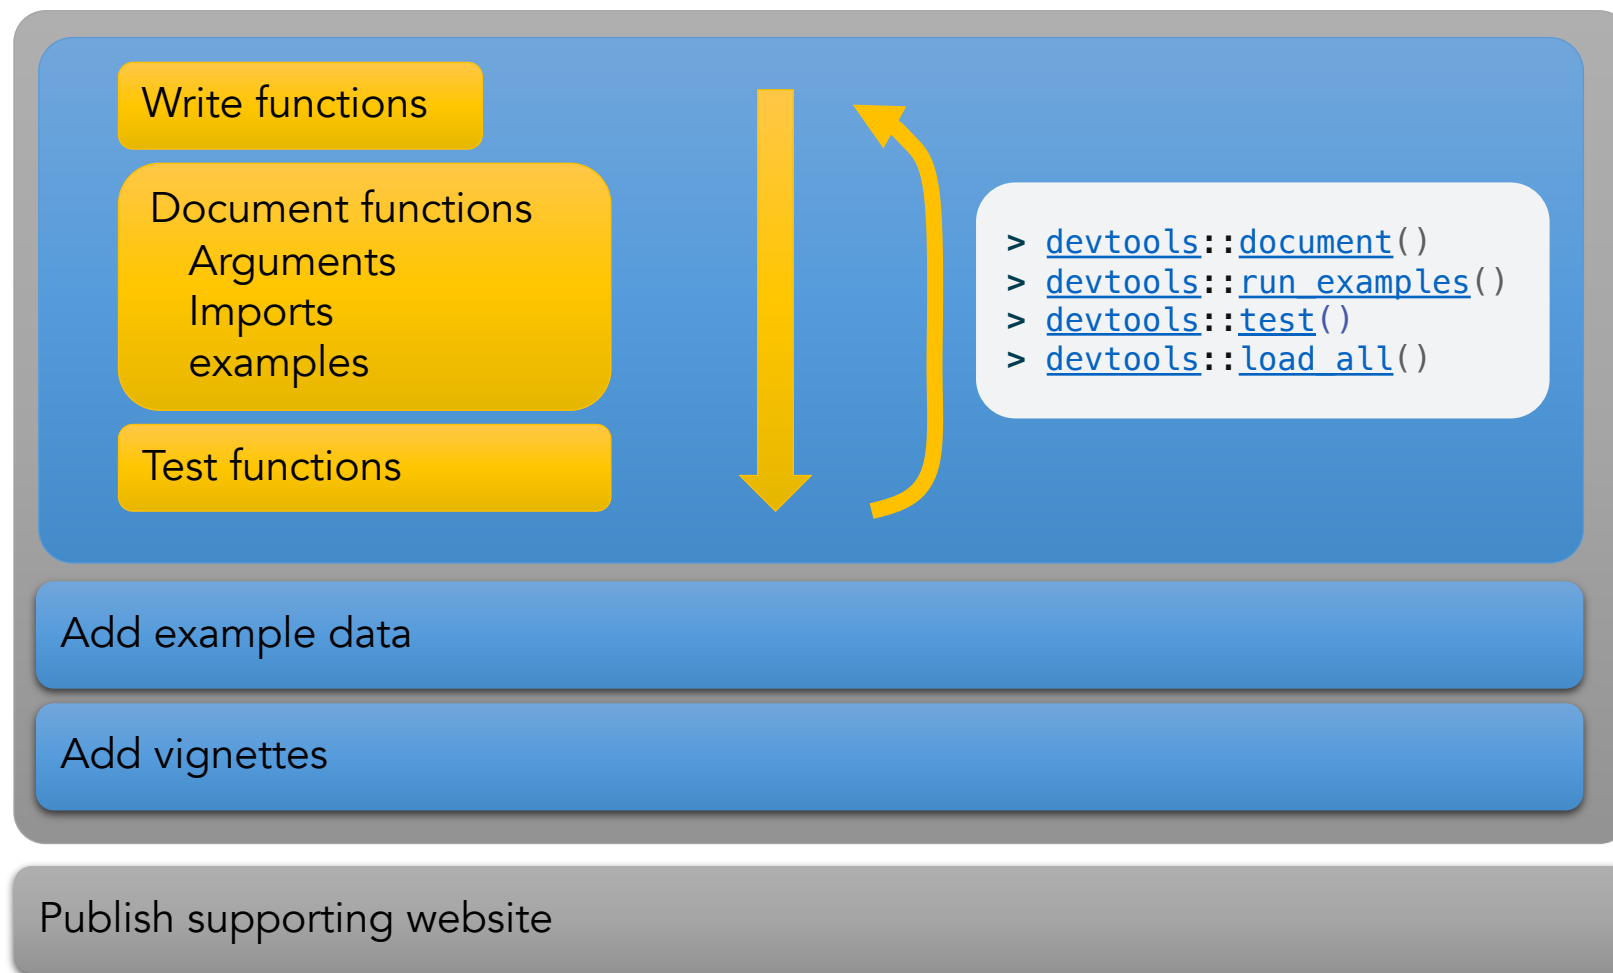 Write functions
Document functions
Arguments
Imports
examples
Test functions
> devtools::document()
> devtools::run_examples()
> devtools::test()
> devtools::load_all()
Add example data
Add vignettes
Publish supporting website